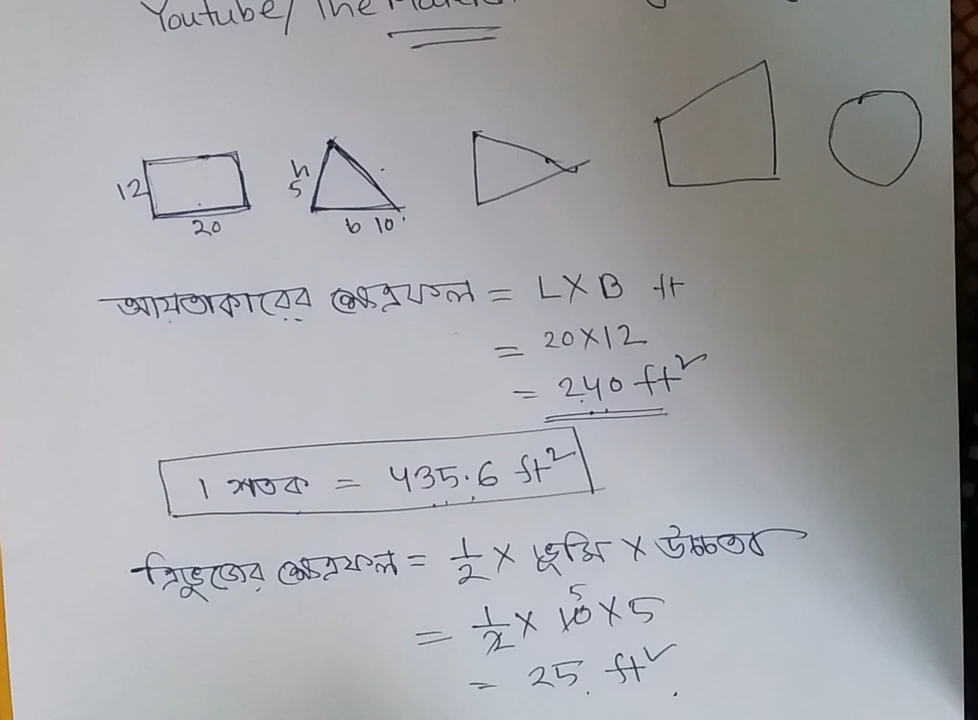 Youtube/ The
12
20
h
5
b 10
আয়তাকারের ক্ষেত্রফল = L X B ft
= 20 X 12
= 240 ft²
1 শতক = 435.6 ft²
ত্রিভুজের ক্ষেত্রফল = 1/2 X ভূমি X উচ্চতা
= 1/2 X 10 5 X 5
= 25 ft²